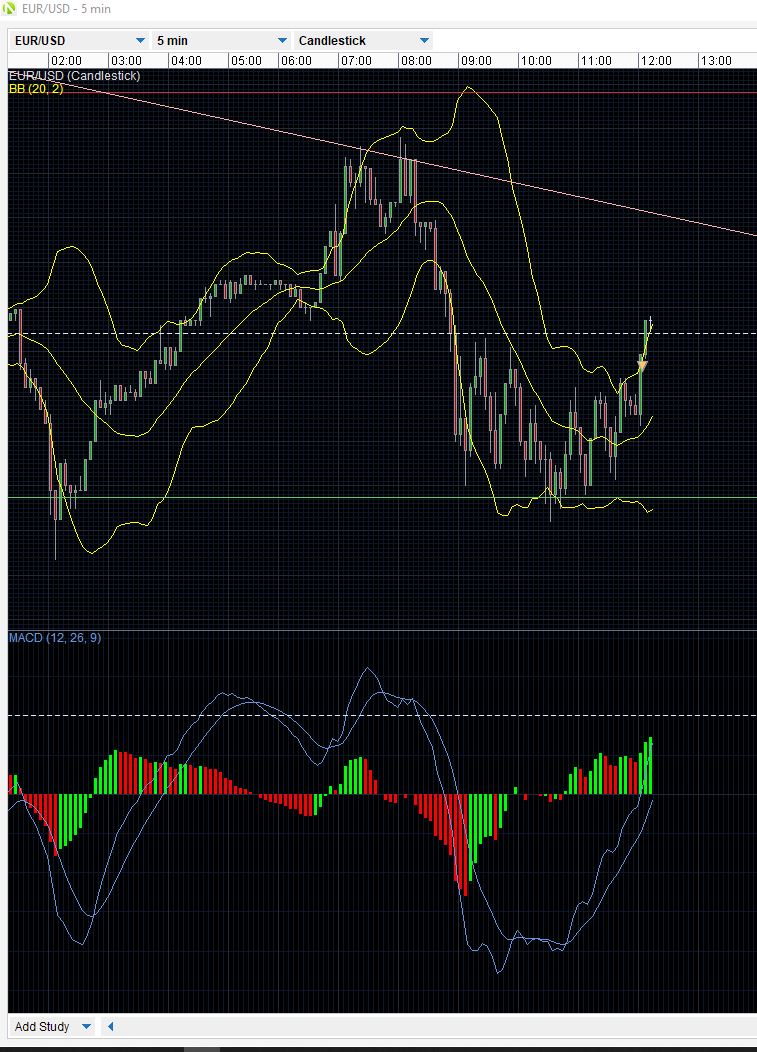 EUR/USD - 5 min
EUR/USD 5 min Candlestick
02:00 03:00 04:00 05:00 06:00 07:00 08:00 09:00 10:00 11:00 12:00 13:00
EUR/USD (Candlestick)
BB (20, 2)
MACD (12, 26, 9)
Add Study